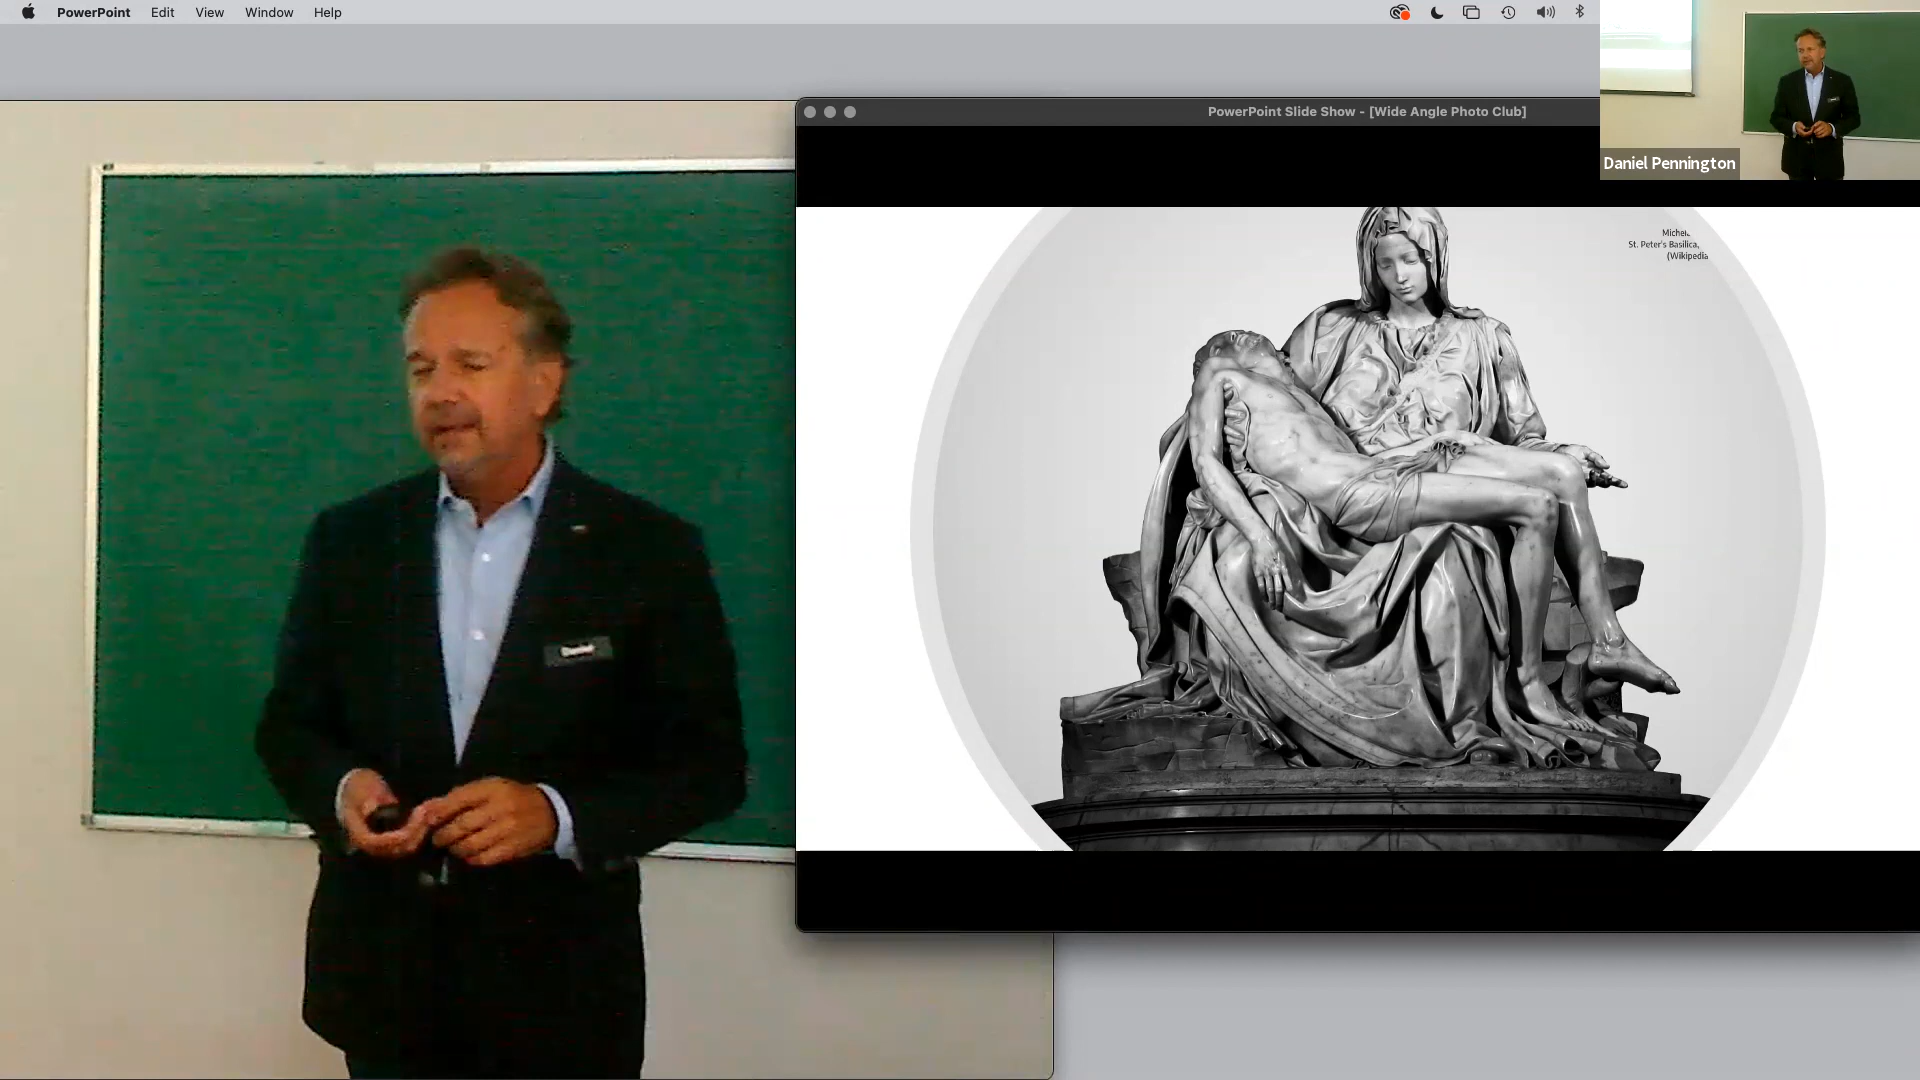 PowerPoint Edit View Window Help
PowerPoint Slide Show - [Wide Angle Photo Club]
Daniel Pennington
St. Peter's Basilica,
(Wikipedia